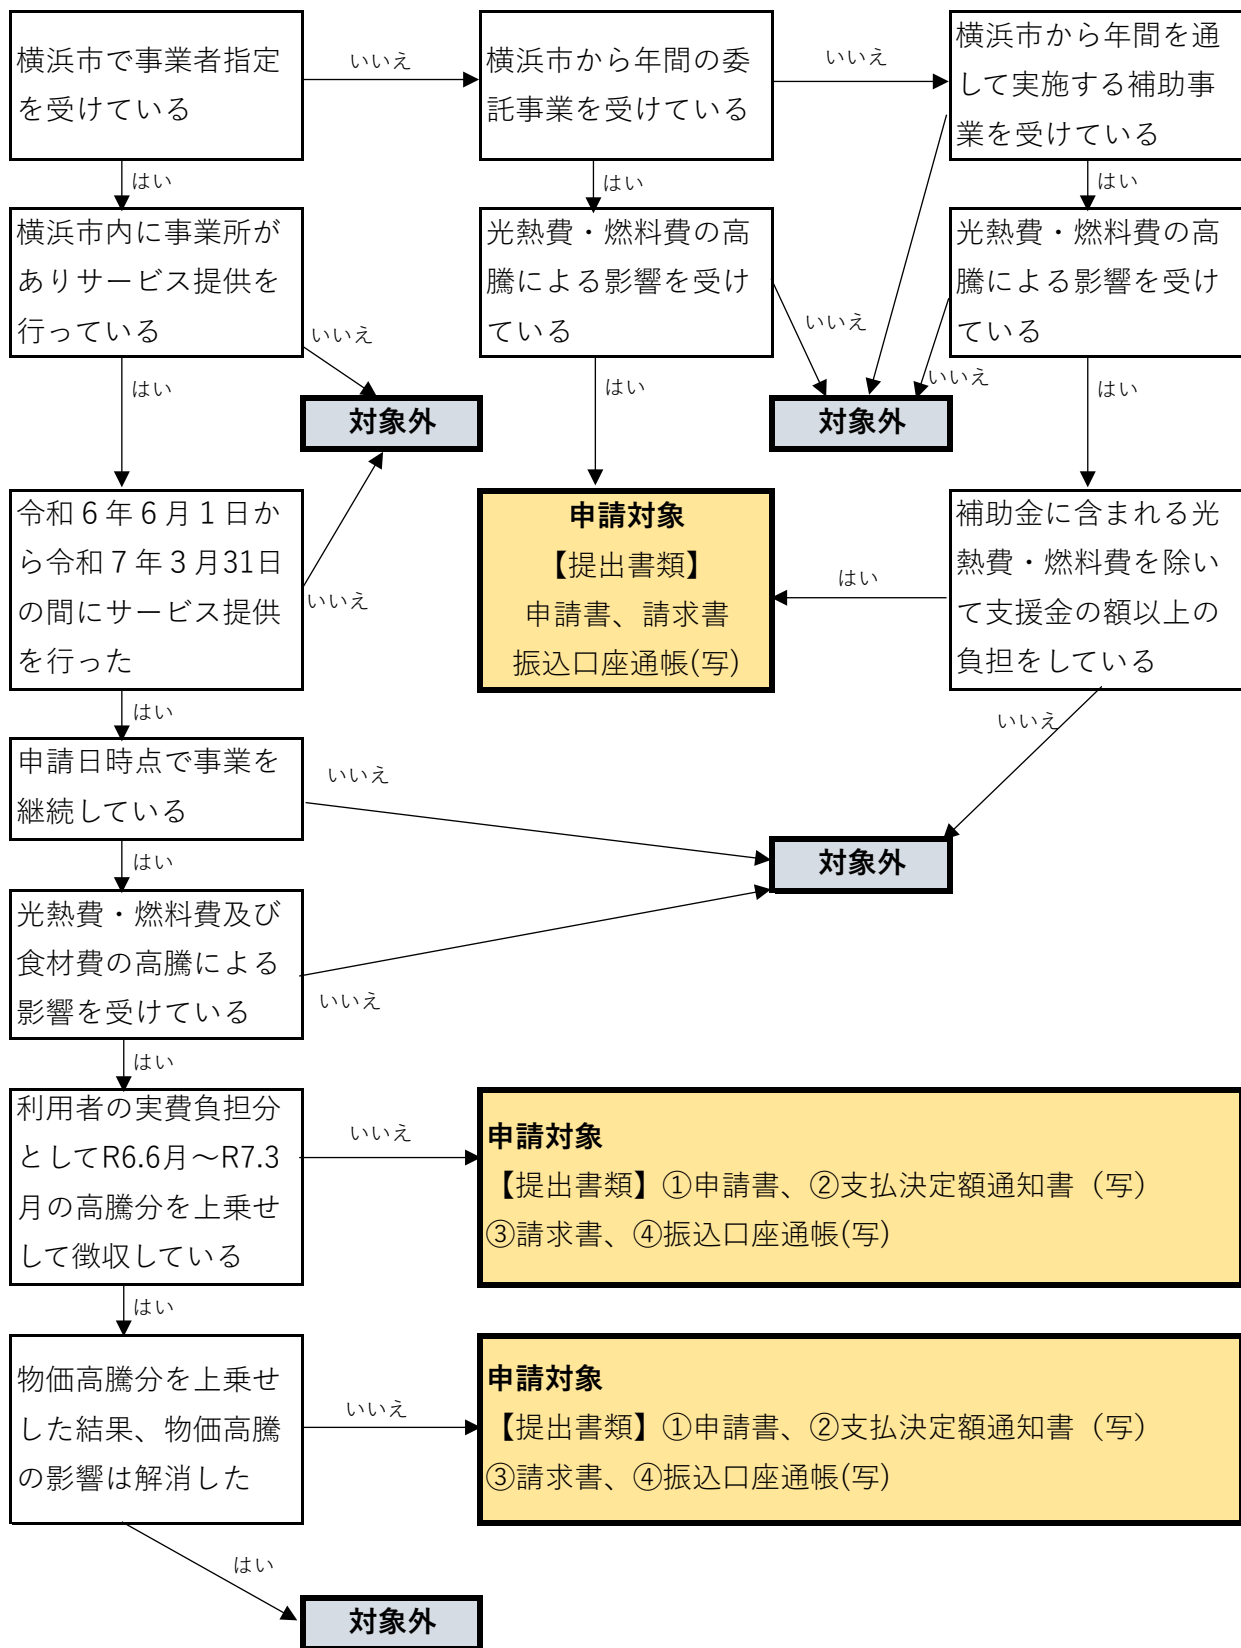 横浜市で事業者指定
を受けている
いいえ
横浜市から年間の委
託事業を受けている
いいえ
横浜市から年間を通
して実施する補助事
業を受けている
はい
はい
はい
横浜市内に事業所が
ありサービス提供を
行っている
いいえ
光熱費・燃料費の高
騰による影響を受け
ている
いいえ
光熱費・燃料費の高
騰による影響を受け
ている
いいえ
はい
はい
はい
対象外
対象外
令和６年６月１日か
ら令和７年３月31日
の間にサービス提供
を行った
いいえ
申請対象
【提出書類】
申請書、請求書
振込口座通帳(写)
はい
補助金に含まれる光
熱費・燃料費を除い
て支援金の額以上の
負担をしている
はい
いいえ
申請日時点で事業を
継続している
いいえ
対象外
はい
光熱費・燃料費及び
食材費の高騰による
影響を受けている
いいえ
はい
利用者の実費負担分
としてR6.6月～R7.3
月の高騰分を上乗せ
して徴収している
いいえ
申請対象
【提出書類】①申請書、②支払決定額通知書（写）
③請求書、④振込口座通帳(写)
はい
物価高騰分を上乗せ
した結果、物価高騰
の影響は解消した
いいえ
申請対象
【提出書類】①申請書、②支払決定額通知書（写）
③請求書、④振込口座通帳(写)
はい
対象外